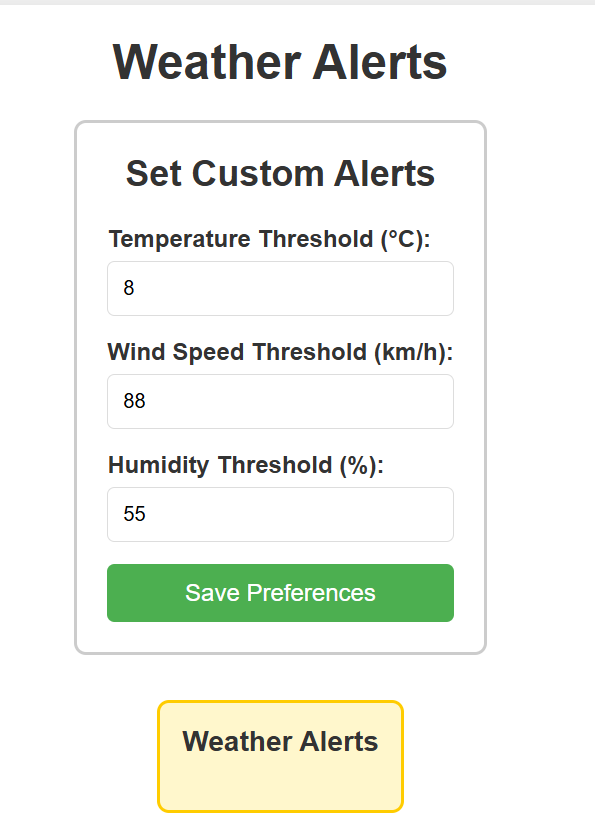 Weather Alerts
Set Custom Alerts
Temperature Threshold (°C):
8
Wind Speed Threshold (km/h):
88
Humidity Threshold (%):
55
Save Preferences
Weather Alerts